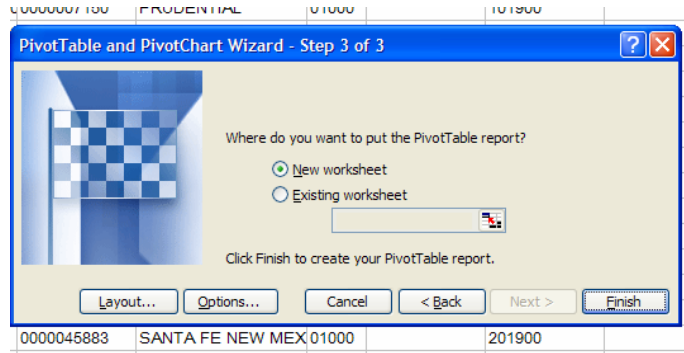 0000007150 PRUDENTIAL 01000 101900
PivotTable and PivotChart Wizard - Step 3 of 3
Where do you want to put the PivotTable report?
New worksheet
Existing worksheet
Click Finish to create your PivotTable report.
Layout... Options... Cancel < Back Next > Finish
0000045883 SANTA FE NEW MEX 01000 201900